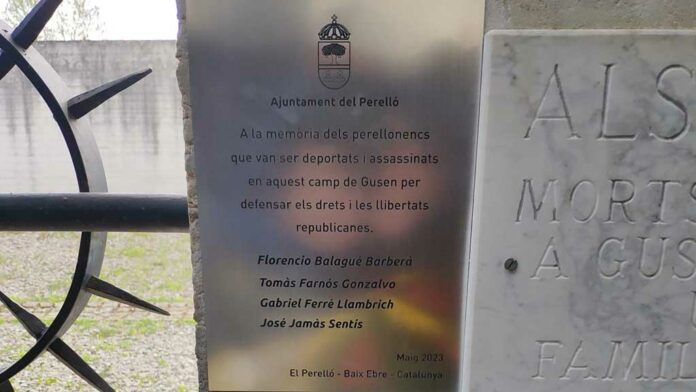 Ajuntament del Perelló
A la memòria dels perellonencs
que van ser deportats i assassinats
en aquest camp de Gusen per
defensar els drets i les llibertats
republicanes.
Florencio Balagué Barberà
Tomàs Farnós Gonzalvo
Gabriel Ferré Llambrich
José Jamàs Sentís
Maig 2023
El Perelló - Baix Ebre - Catalunya
ALS
MORTS
A GUS
FAMIL